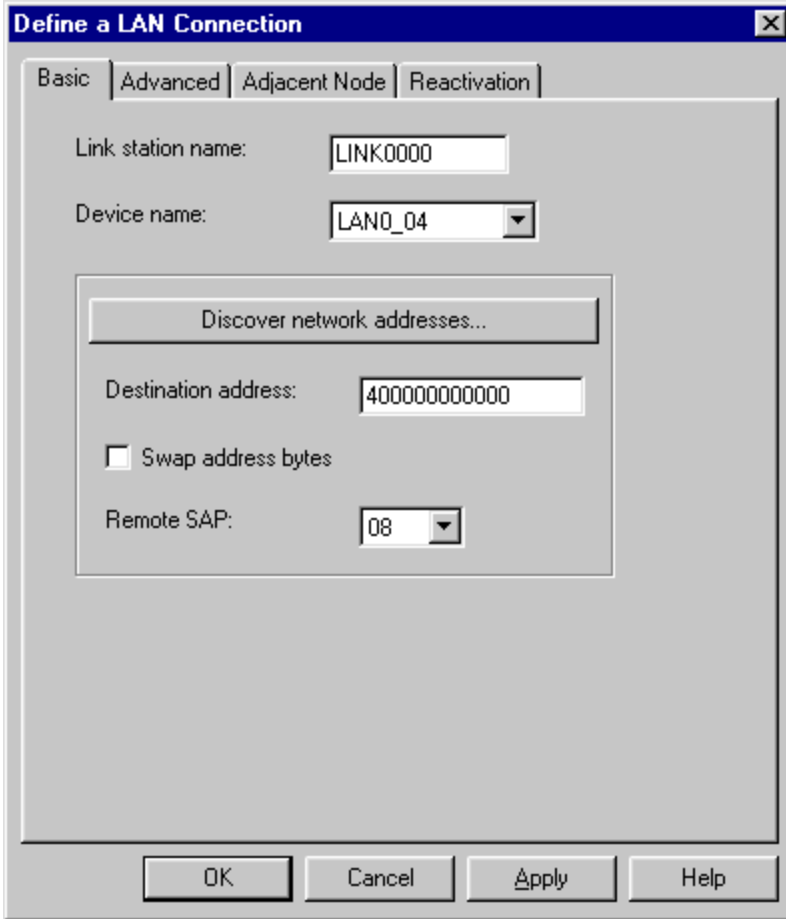 Define a LAN Connection
Basic Advanced Adjacent Node Reactivation
Link station name: LINK0000
Device name: LAN0_04
Discover network addresses...
Destination address: 400000000000
Swap address bytes
Remote SAP: 08
OK Cancel Apply Help